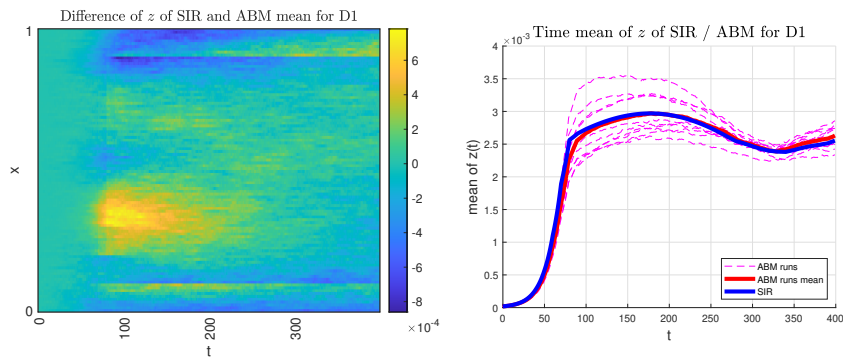 Difference of z of SIR and ABM mean for D1
1
x
0
0
100
200
300
t
6
4
2
0
-2
-4
-6
-8
×10⁻⁴
Time mean of z of SIR / ABM for D1
×10⁻³
4
3.5
3
2.5
2
1.5
1
0.5
0
mean of z(t)
0 50 100 150 200 250 300 350 400
t
ABM runs
ABM runs mean
SIR